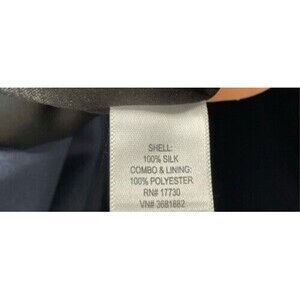 SHELL:
100% SILK
COMBO & LINING:
100% POLYESTER
RN# 17730
VN# 3681882